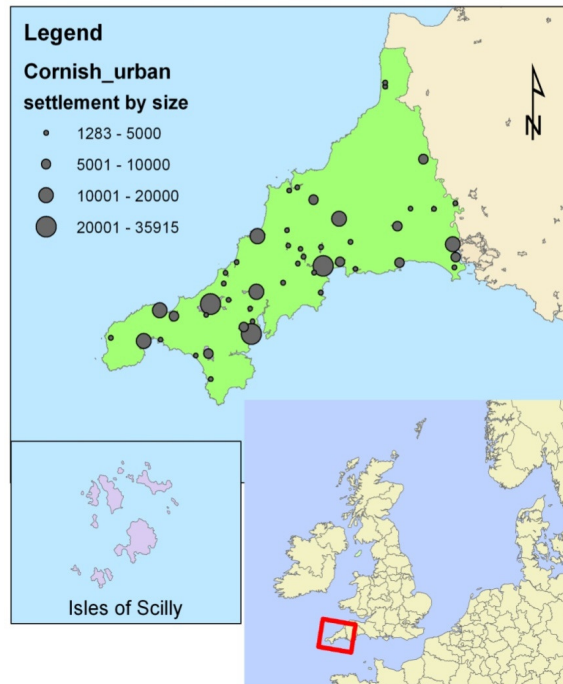 Legend
Cornish_urban
settlement by size
1283 - 5000
5001 - 10000
10001 - 20000
20001 - 35915
N
Isles of Scilly